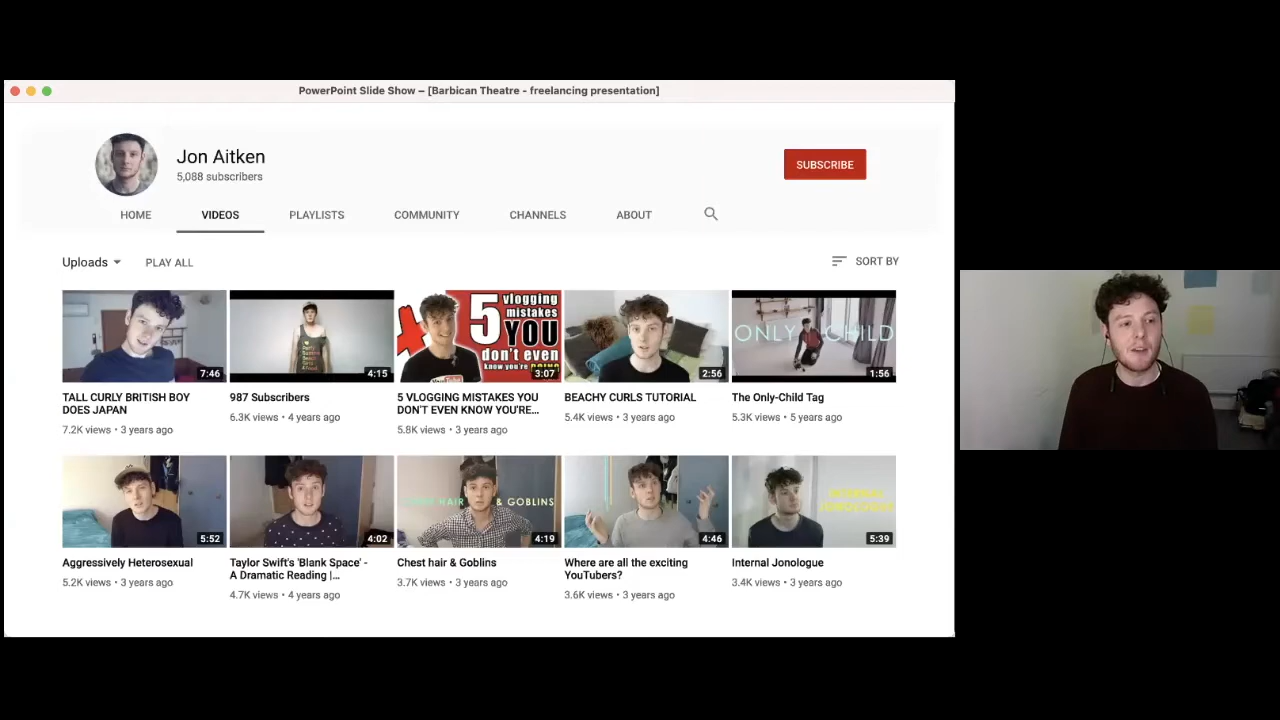 PowerPoint Slide Show – [Barbican Theatre - freelancing presentation]
Jon Aitken
5,088 subscribers
SUBSCRIBE
HOME
VIDEOS
PLAYLISTS
COMMUNITY
CHANNELS
ABOUT
Uploads
PLAY ALL
SORT BY
7:46
4:15
5
vlogging
mistakes
YOU
don't even
know you're
3:07
2:56
ONLY CHILD
1:56
TALL CURLY BRITISH BOY
DOES JAPAN
7.2K views • 3 years ago
987 Subscribers
6.3K views • 4 years ago
5 VLOGGING MISTAKES YOU
DON'T EVEN KNOW YOU'RE...
5.8K views • 3 years ago
BEACHY CURLS TUTORIAL
5.4K views • 3 years ago
The Only-Child Tag
5.3K views • 5 years ago
5:52
4:02
HAIR & GOBLINS
4:19
4:46
5:39
Aggressively Heterosexual
5.2K views • 3 years ago
Taylor Swift's 'Blank Space' -
A Dramatic Reading |...
4.7K views • 4 years ago
Chest hair & Goblins
3.7K views • 3 years ago
Where are all the exciting
YouTubers?
3.6K views • 3 years ago
Internal Jonologue
3.4K views • 3 years ago